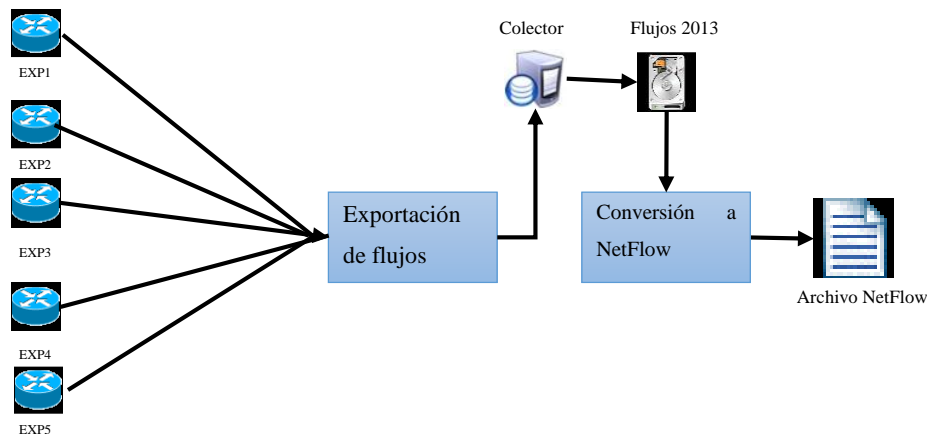 Colector
Flujos 2013
EXP1
EXP2
EXP3
EXP4
EXP5
Exportación
de flujos
Conversión a
NetFlow
Archivo NetFlow